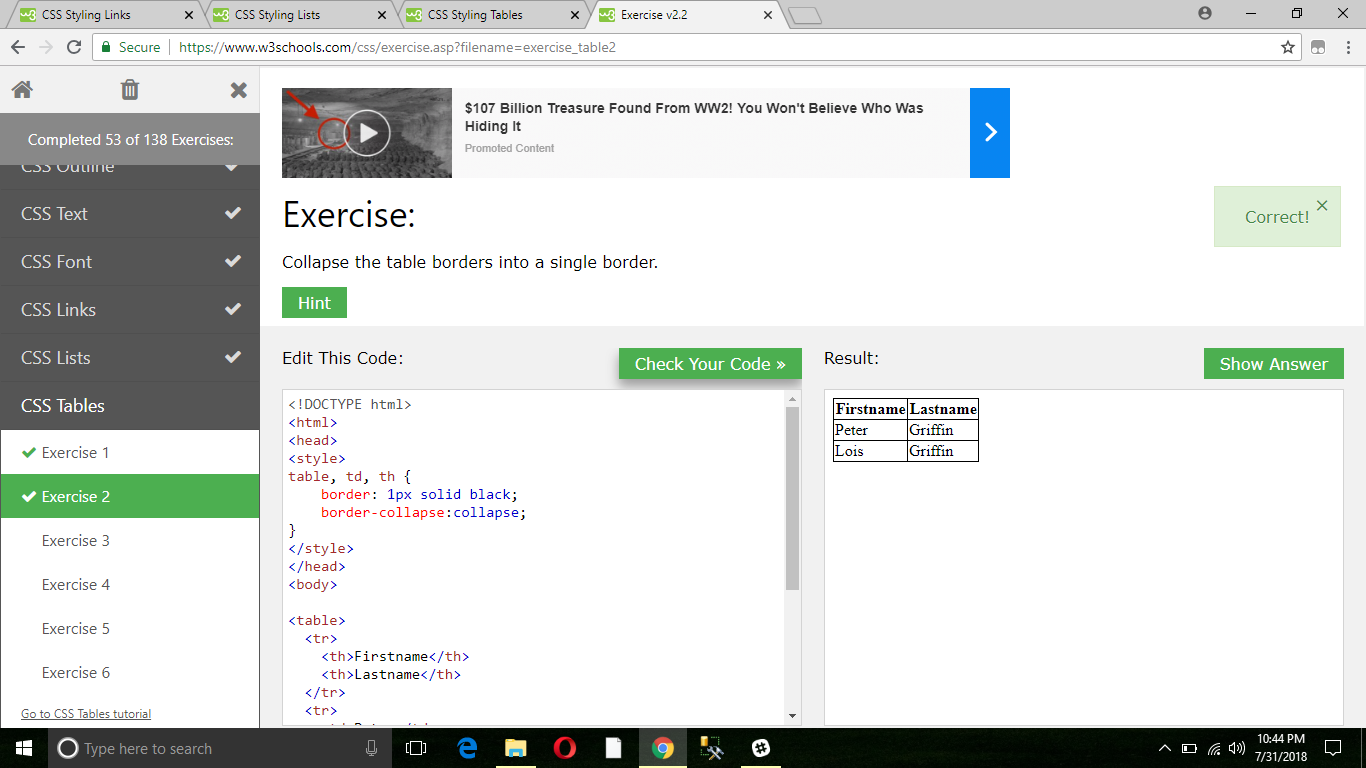 CSS Styling Links
CSS Styling Lists
CSS Styling Tables
Exercise v2.2
Secure
https://www.w3schools.com/css/exercise.asp?filename=exercise_table2
Completed 53 of 138 Exercises:
CSS Outline
CSS Text
CSS Font
CSS Links
CSS Lists
CSS Tables
Exercise 1
Exercise 2
Exercise 3
Exercise 4
Exercise 5
Exercise 6
Go to CSS Tables tutorial
$107 Billion Treasure Found From WW2! You Won't Believe Who Was
Hiding It
Promoted Content
Exercise:
Correct!
Collapse the table borders into a single border.
Hint
Edit This Code:
Check Your Code »
<!DOCTYPE html>
<html>
<head>
<style>
table, td, th {
    border: 1px solid black;
    border-collapse:collapse;
}
</style>
</head>
<body>
<table>
  <tr>
    <th>Firstname</th>
    <th>Lastname</th>
  </tr>
  <tr>
Result:
Show Answer
Firstname Lastname
Peter Griffin
Lois Griffin
Type here to search
10:44 PM
7/31/2018